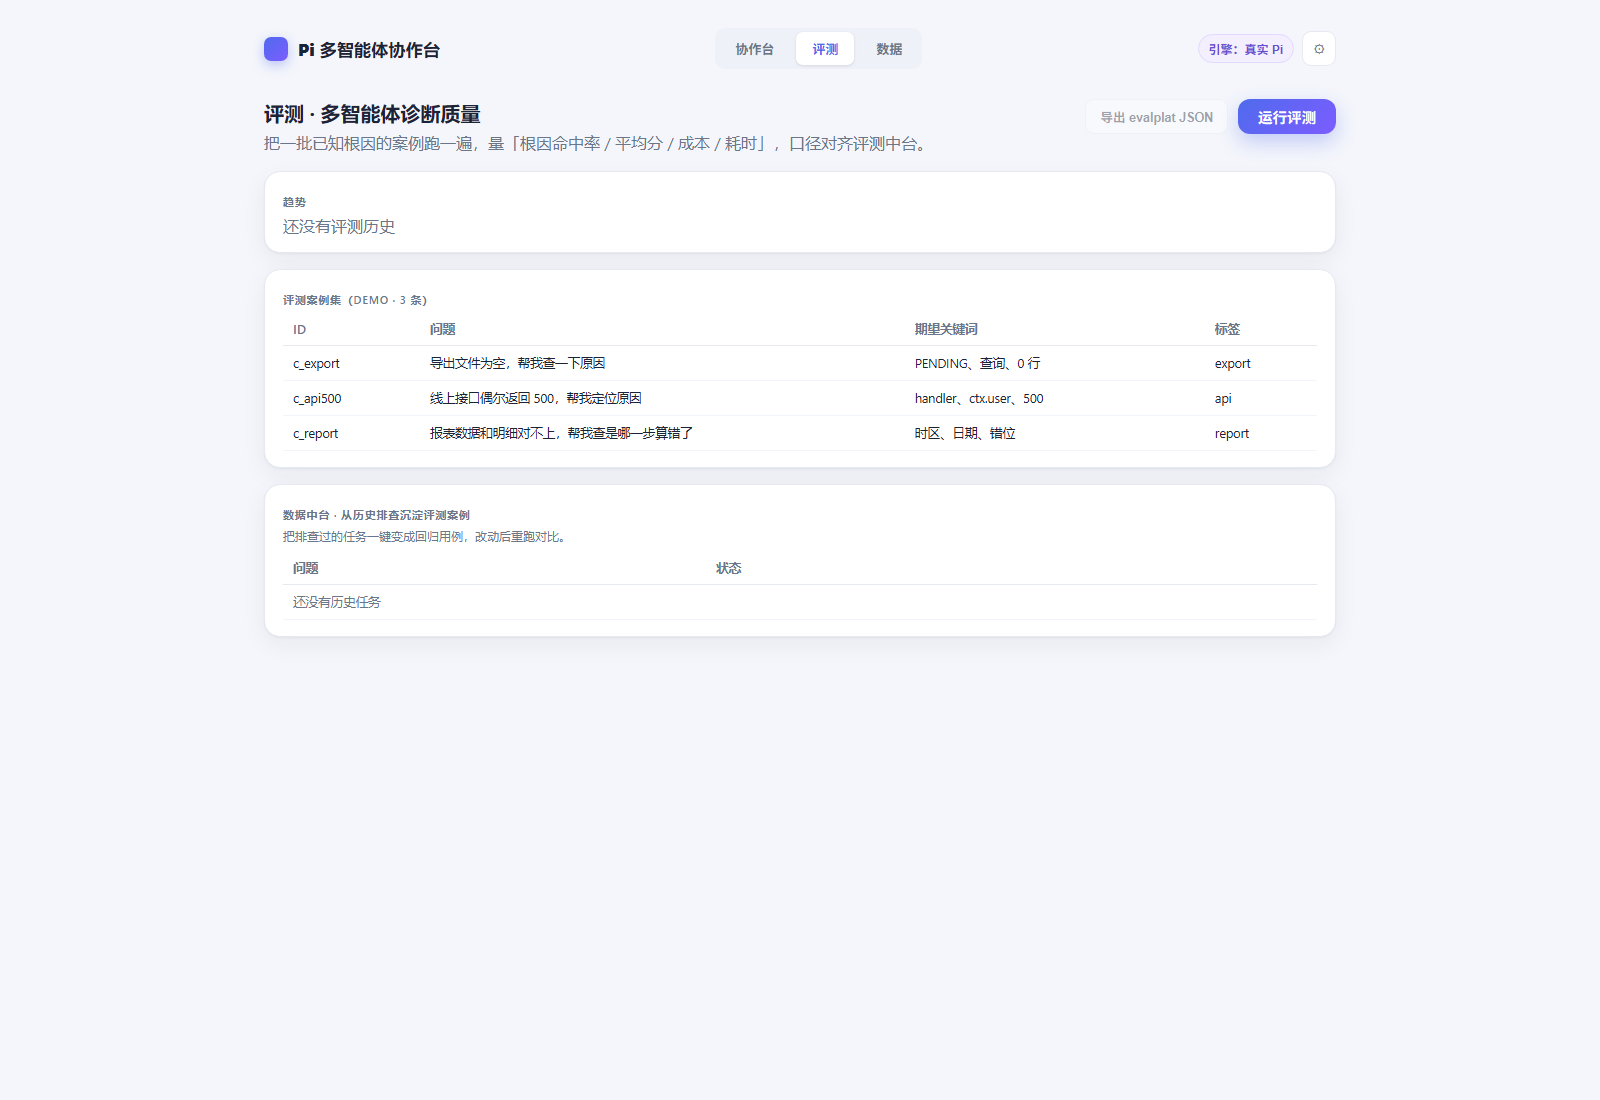 Pi 多智能体协作台
协作台 评测 数据
引擎：真实 Pi
评测 · 多智能体诊断质量
导出 evalplat JSON
运行评测
把一批已知根因的案例跑一遍，量「根因命中率 / 平均分 / 成本 / 耗时」，口径对齐评测中台。
趋势
还没有评测历史
评测案例集（DEMO · 3 条）
ID 问题 期望关键词 标签
c_export 导出文件为空，帮我查一下原因 PENDING、查询、0 行 export
c_api500 线上接口偶尔返回 500，帮我定位原因 handler、ctx.user、500 api
c_report 报表数据和明细对不上，帮我查是哪一步算错了 时区、日期、错位 report
数据中台 · 从历史排查沉淀评测案例
把排查过的任务一键变成回归用例，改动后重跑对比。
问题 状态
还没有历史任务